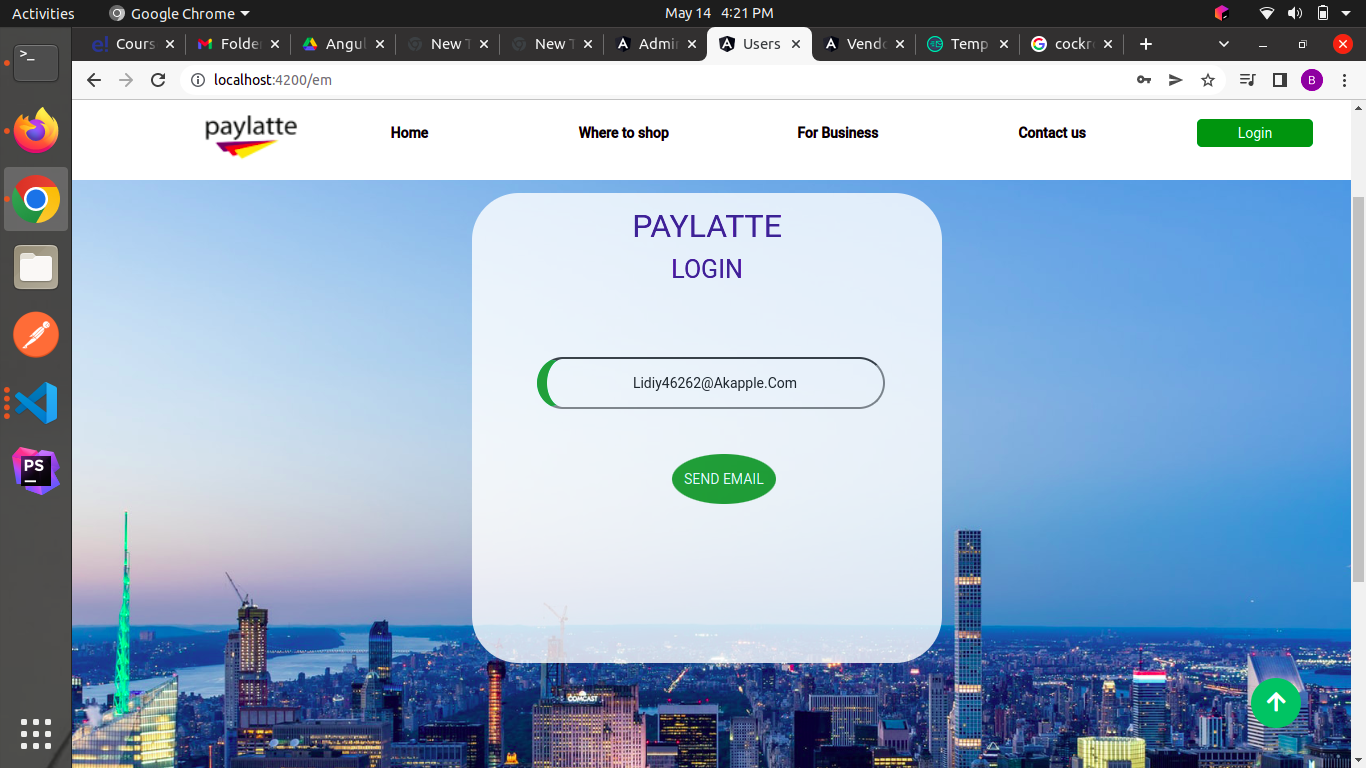 Activities Google Chrome May 14 4:21 PM
Cours Folder Angul New T New T Admin Users Vendo Temp cockro
localhost:4200/em B
paylatte Home Where to shop For Business Contact us Login
PAYLATTE
LOGIN
Lidiy46262@Akapple.Com
SEND EMAIL
PS
COMCAST